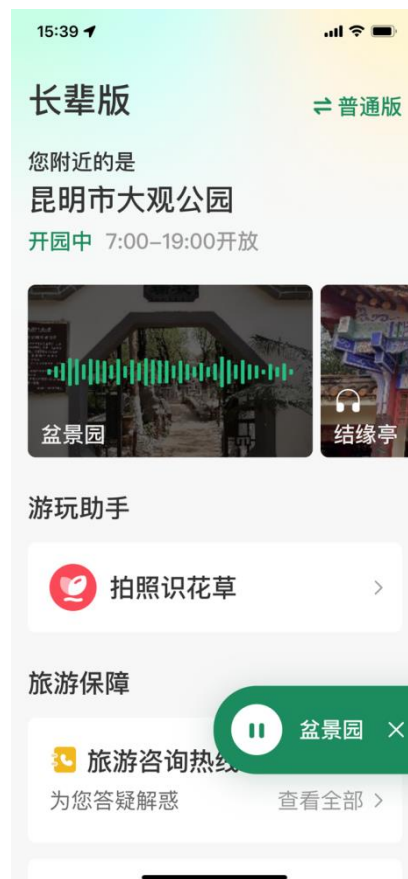 15:39
长辈版
普通版
您附近的是
昆明市大观公园
开园中 7:00–19:00开放
盆景园
结缘亭
游玩助手
拍照识花草
旅游保障
盆景园
旅游咨询热线
为您答疑解惑
查看全部